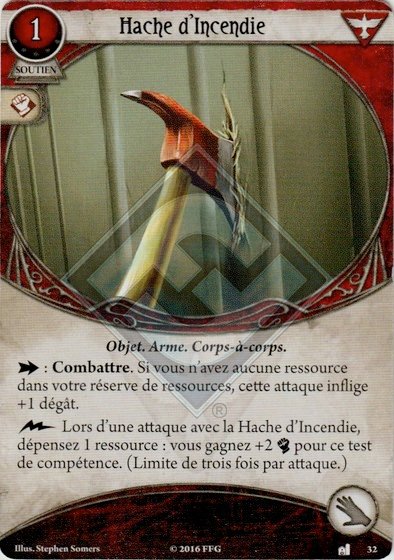 1
Hache d'Incendie
SOUTIEN
Objet. Arme. Corps-à-corps.
: Combattre. Si vous n'avez aucune ressource
dans votre réserve de ressources, cette attaque inflige
+1 dégât.
Lors d'une attaque avec la Hache d'Incendie,
dépensez 1 ressource : vous gagnez +2 pour ce test
de compétence. (Limite de trois fois par attaque.)
®
Illus. Stephen Somers
© 2016 FFG
32